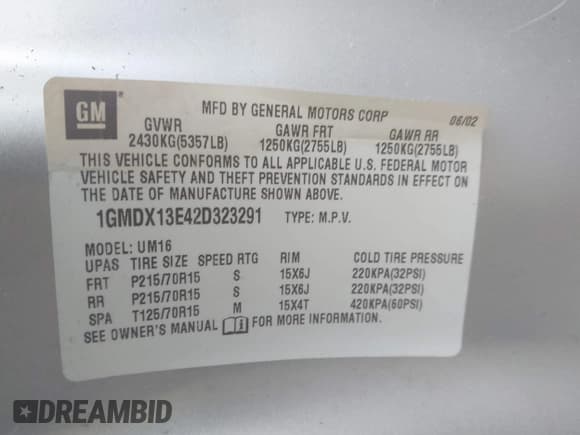 GM
MFD BY GENERAL MOTORS CORP 06/02
GVWR GAWR FRT GAWR RR
2430KG(5357LB) 1250KG(2755LB) 1250KG(2755LB)
THIS VEHICLE CONFORMS TO ALL APPLICABLE U.S. FEDERAL MOTOR
VEHICLE SAFETY AND THEFT PREVENTION STANDARDS IN EFFECT ON
THE DATE OF MANUFACTURE SHOWN ABOVE.
1GMDX13E42D323291 TYPE: M.P.V.
MODEL: UM16
UPAS TIRE SIZE SPEED RTG RIM COLD TIRE PRESSURE
FRT P215/70R15 S 15X6J 220KPA(32PSI)
RR P215/70R15 S 15X6J 220KPA(32PSI)
SPA T125/70R15 M 15X4T 420KPA(60PSI)
SEE OWNER'S MANUAL FOR MORE INFORMATION.
DREAMBID